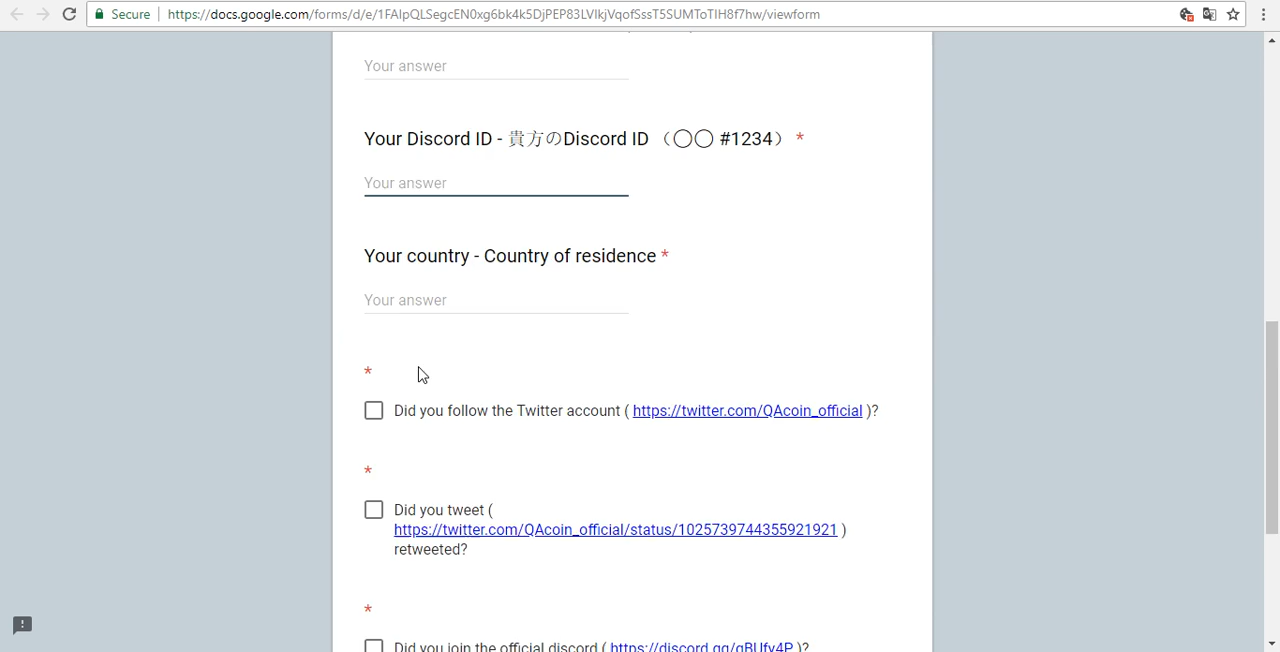 Secure
https://docs.google.com/forms/d/e/1FAIpQLSegcEN0xg6bk4k5DjPEP83LVIkjVqofSssT5SUMToTIH8f7hw/viewform
Your answer
Your Discord ID - 貴方のDiscord ID （◯◯ #1234） *
Your answer
Your country - Country of residence *
Your answer
*
Did you follow the Twitter account ( https://twitter.com/QAcoin_official )?
*
Did you tweet (
https://twitter.com/QAcoin_official/status/1025739744355921921 )
retweeted?
*
Did you join the official discord ( https://discord.gg/gBUfy4P )?